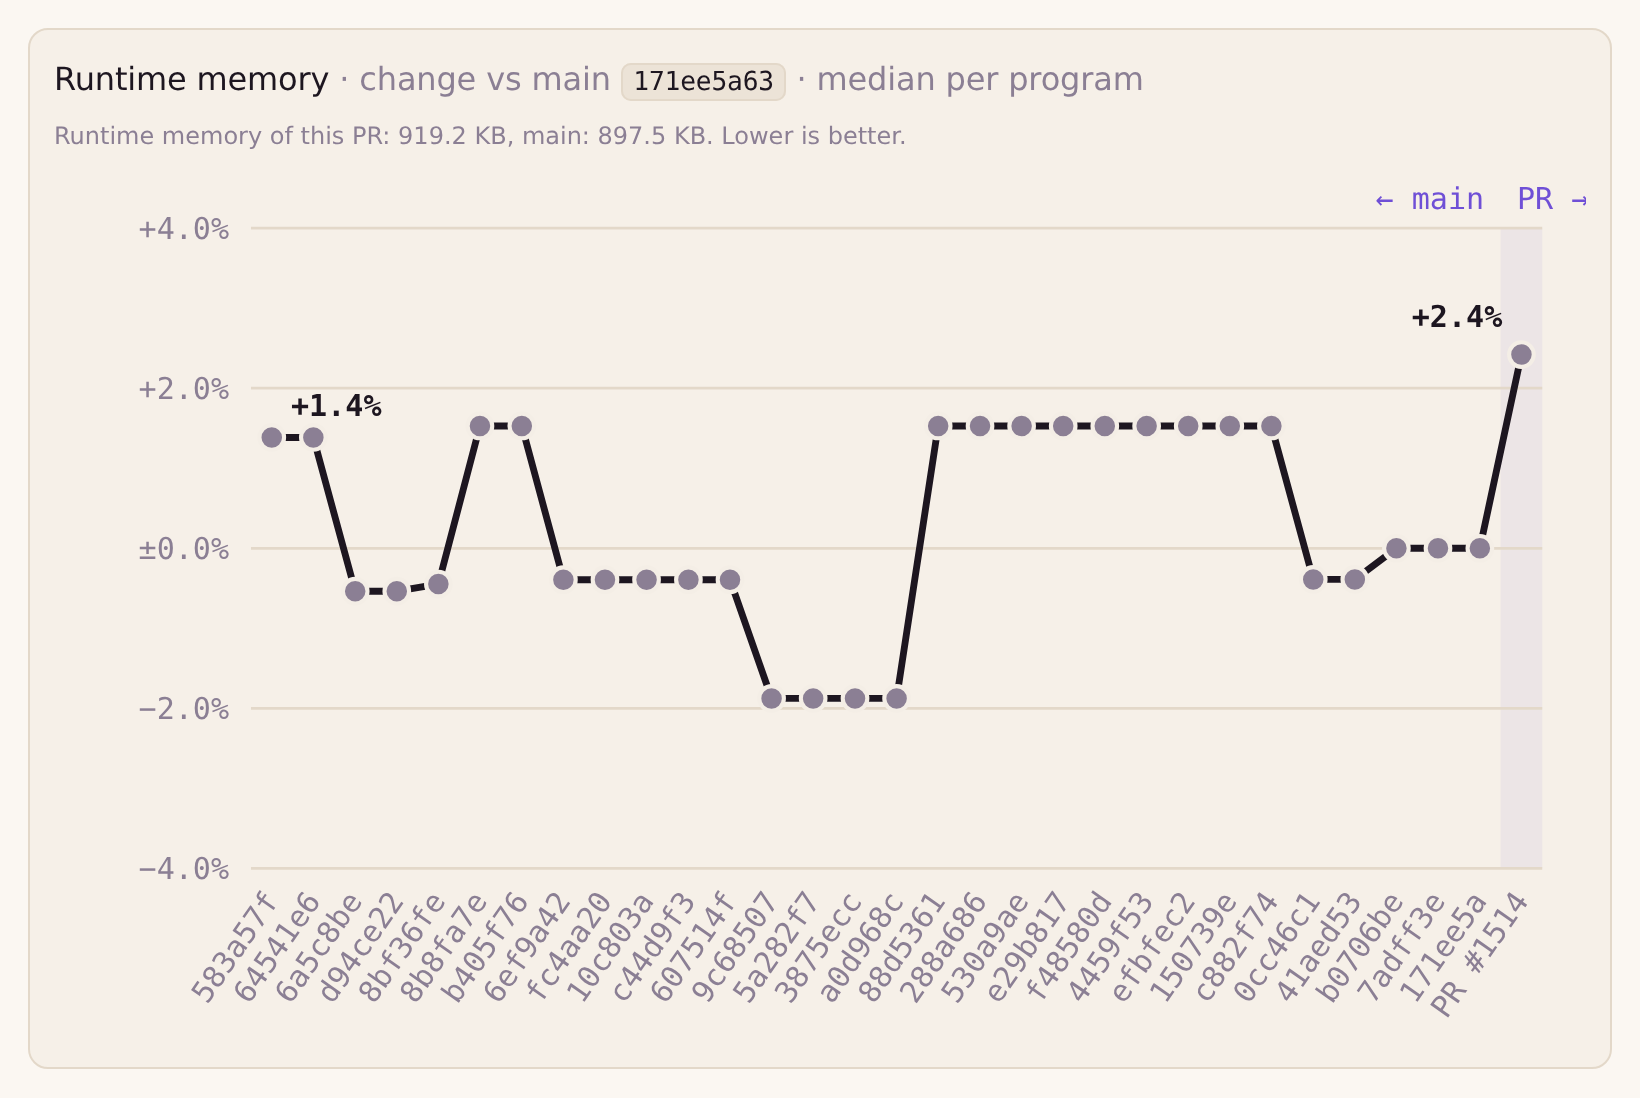 Runtime memory · change vs main 171ee5a63 · median per program
Runtime memory of this PR: 919.2 KB, main: 897.5 KB. Lower is better.
← main PR →
+4.0%
+2.4%
+2.0%
+1.4%
±0.0%
−2.0%
−4.0%
583a57f
64541e6
6a5c8be
d94ce22
8bf36fe
8b8fa7e
b405f76
6ef9a42
fc4aa20
10c803a
c44d9f3
607514f
9c68507
5a282f7
3875ecc
a0d968c
88d5361
288a686
530a9ae
e29b817
f48580d
4459f53
efbfec2
150739e
c882f74
0cc46c1
41aed53
b0706be
7adff3e
171ee5a
PR #1514